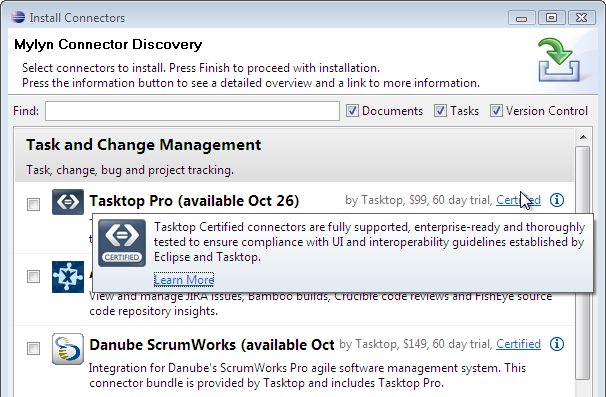 Install Connectors
Mylyn Connector Discovery
Select connectors to install. Press Finish to proceed with installation.
Press the information button to see a detailed overview and a link to more information.
Find: Documents Tasks Version Control
Task and Change Management
Task, change, bug and project tracking.
Tasktop Pro (available Oct 26) by Tasktop, $99, 60 day trial, Certified
Tasktop Certified connectors are fully supported, enterprise-ready and thoroughly
tested to ensure compliance with UI and interoperability guidelines established by
Eclipse and Tasktop.
CERTIFIED
Learn More
View and manage JIRA issues, Bamboo builds, Crucible code reviews and FishEye source
code repository insights.
Danube ScrumWorks (available Oct by Tasktop, $149, 60 day trial, Certified
Integration for Danube's ScrumWorks Pro agile software management system. This
connector bundle is provided by Tasktop and includes Tasktop Pro.